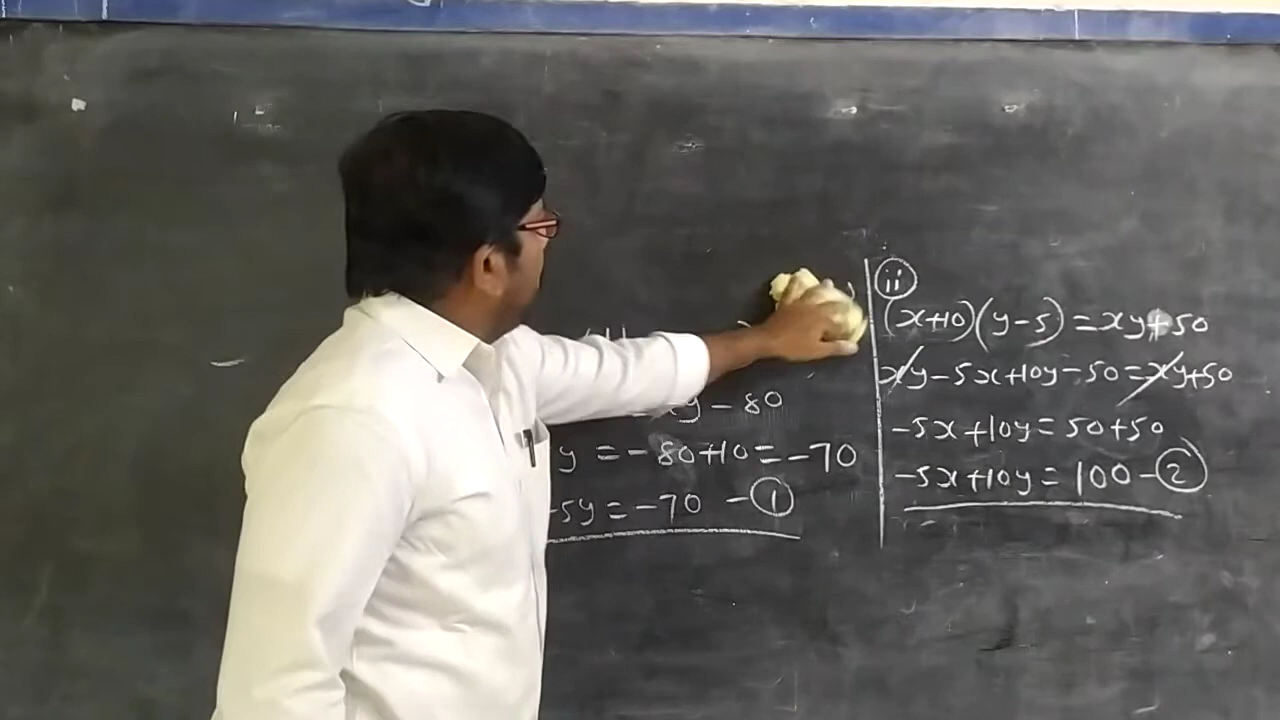 xy - 80
y = - 80+10 = -70
-5y = -70 - ①
ii
(x+10)(y-5) = xy+50
xy-5x+10y-50=xy+50
-5x+10y=50+50
-5x+10y= 100 - ②